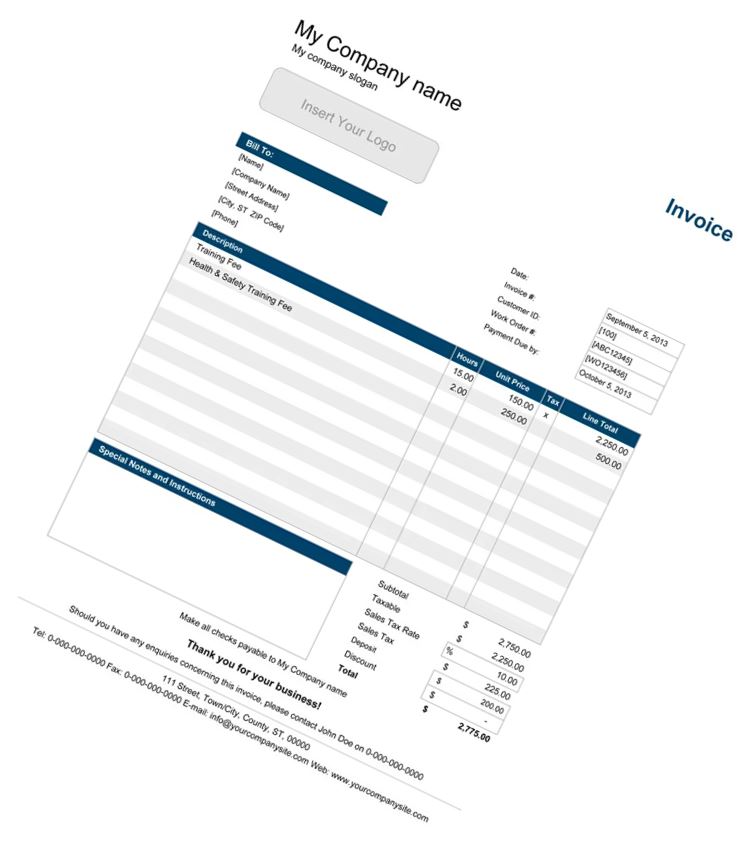 My Company name
My company slogan
Insert Your Logo
Invoice
Bill To:
[Name]
[Company Name]
[Street Address]
[City, ST  ZIP Code]
[Phone]
Date: September 5, 2013
Invoice #: [100]
Customer ID: [ABC12345]
Work Order #: [WO123456]
Payment Due by: October 5, 2013
Description Hours Unit Price Tax Line Total
Training Fee 15.00 150.00 x 2,250.00
Health & Safety Training Fee 2.00 250.00 500.00
Special Notes and Instructions
Subtotal $ 2,750.00
Taxable $ 2,250.00
Sales Tax Rate % 10.00
Sales Tax $ 225.00
Deposit $ 200.00
Discount $ -
Total $ 2,775.00
Make all checks payable to My Company name
Thank you for your business!
Should you have any enquiries concerning this invoice, please contact John Doe on 0-000-000-0000
111 Street, Town/City, County, ST, 00000
Tel: 0-000-000-0000 Fax: 0-000-000-0000 E-mail: info@yourcompanysite.com Web: www.yourcompanysite.com